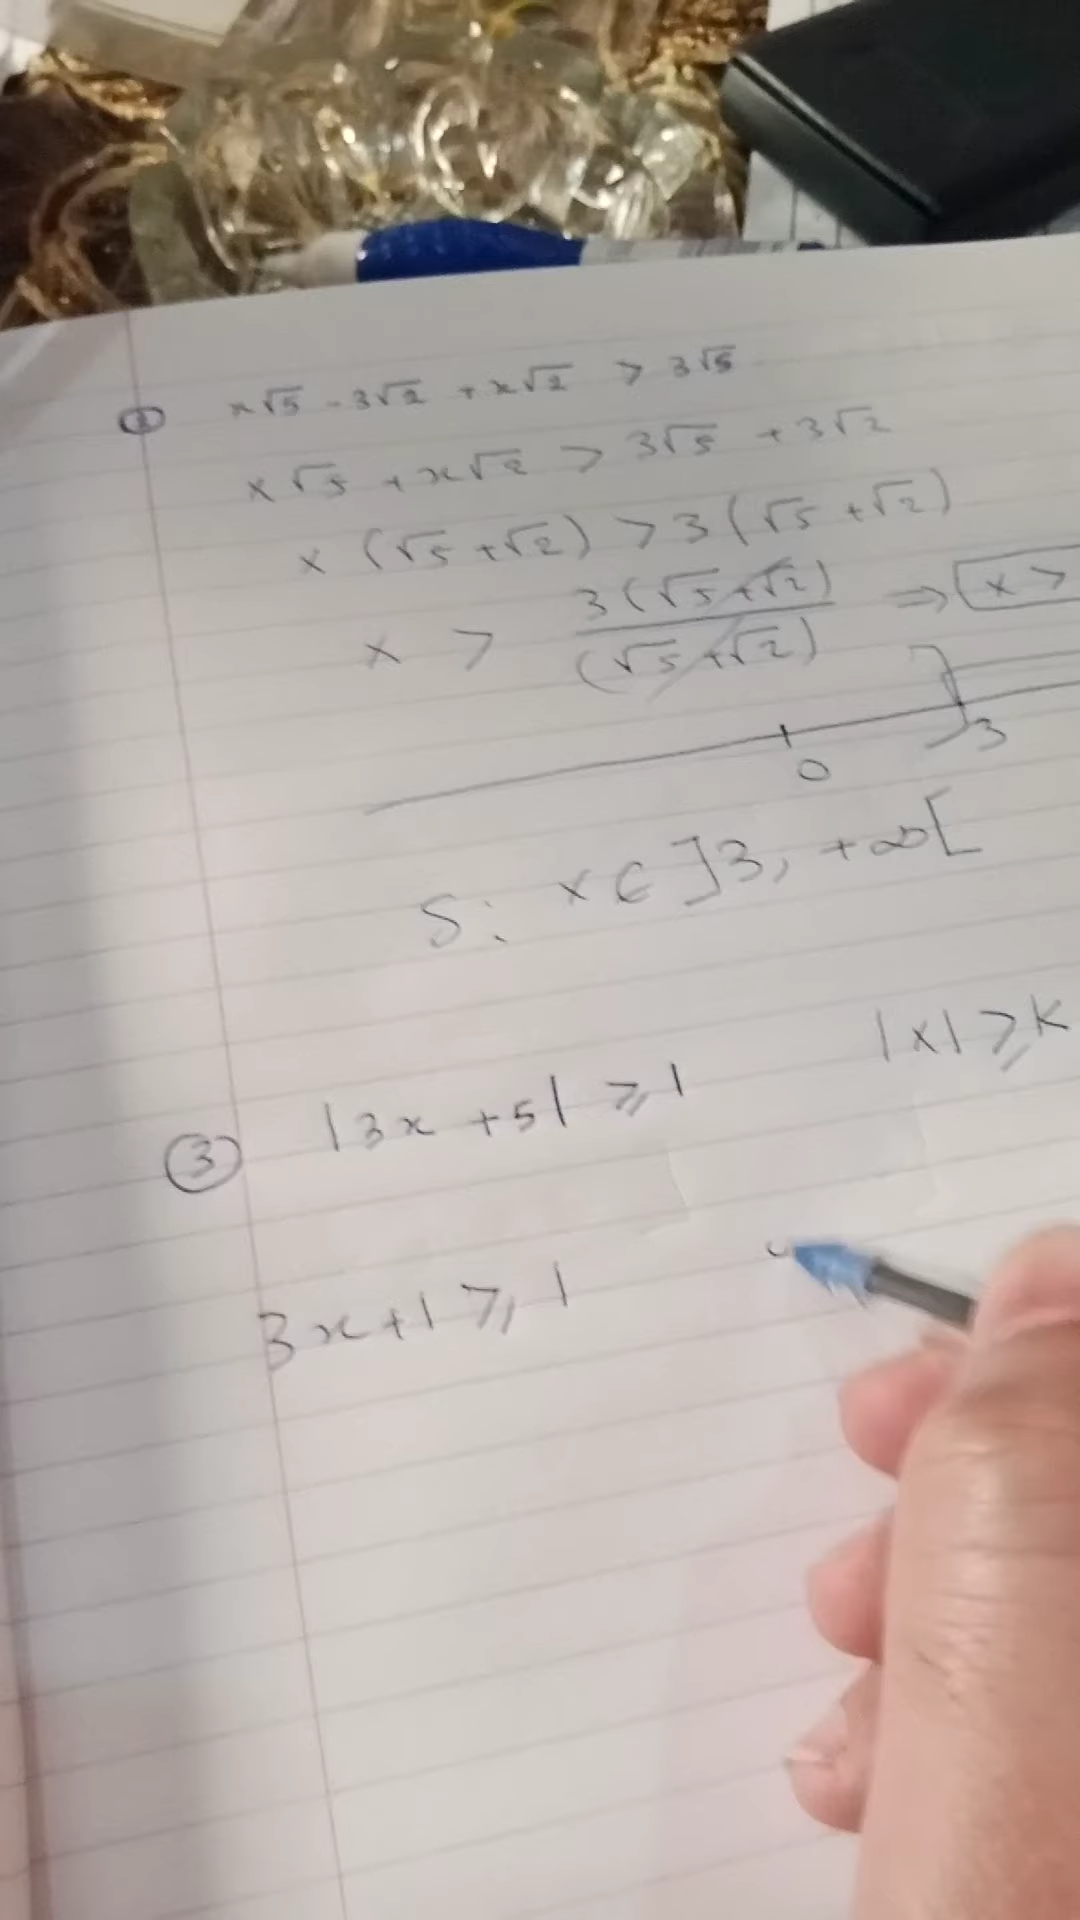 ② x√5 - 3√2 + x√2 > 3√5
x√5 + x√2 > 3√5 + 3√2
x (√5 + √2) > 3 (√5 + √2)
x > 3(√5+√2) / (√5+√2) ⇒ x >
0 3
S: x ∈ ]3, +∞[
③ |3x + 5| ⩾ 1 |x| ⩾ K
3x + 1 ⩾ 1